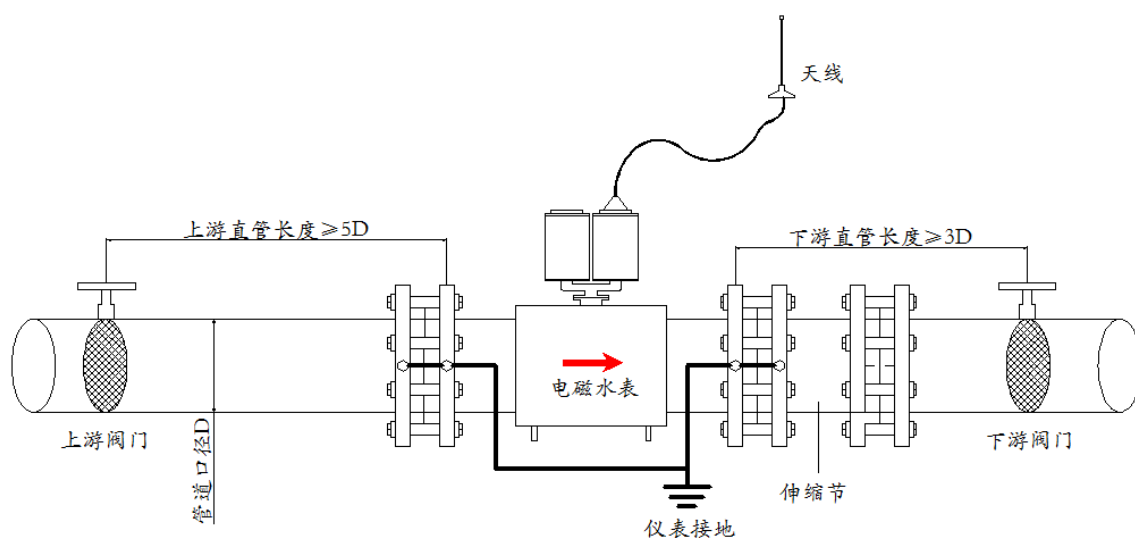 天线
上游直管长度≥5D
下游直管长度≥3D
电磁水表
上游阀门
管道口径D
下游阀门
伸缩节
仪表接地